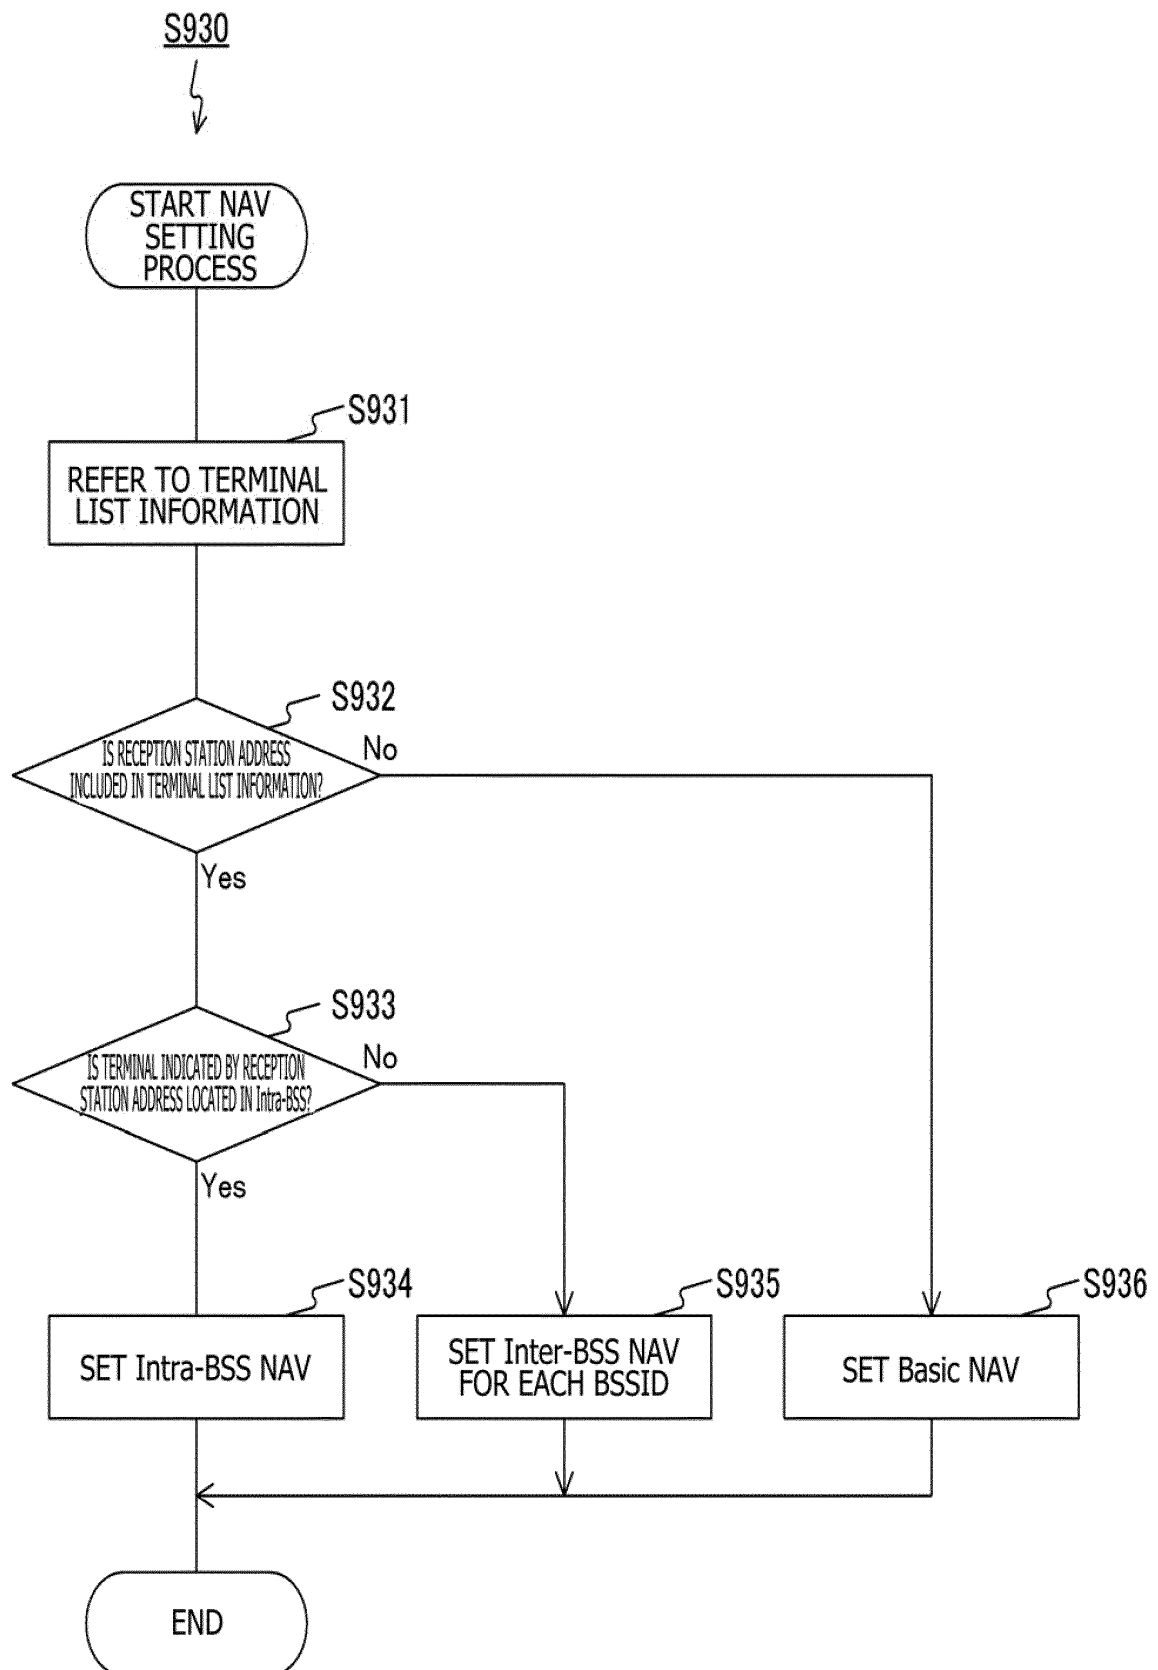 S930
START NAV
SETTING
PROCESS
S931
REFER TO TERMINAL
LIST INFORMATION
S932
IS RECEPTION STATION ADDRESS
INCLUDED IN TERMINAL LIST INFORMATION?
No
Yes
S933
IS TERMINAL INDICATED BY RECEPTION
STATION ADDRESS LOCATED IN Intra-BSS?
No
Yes
S934
SET Intra-BSS NAV
S935
SET Inter-BSS NAV
FOR EACH BSSID
S936
SET Basic NAV
END